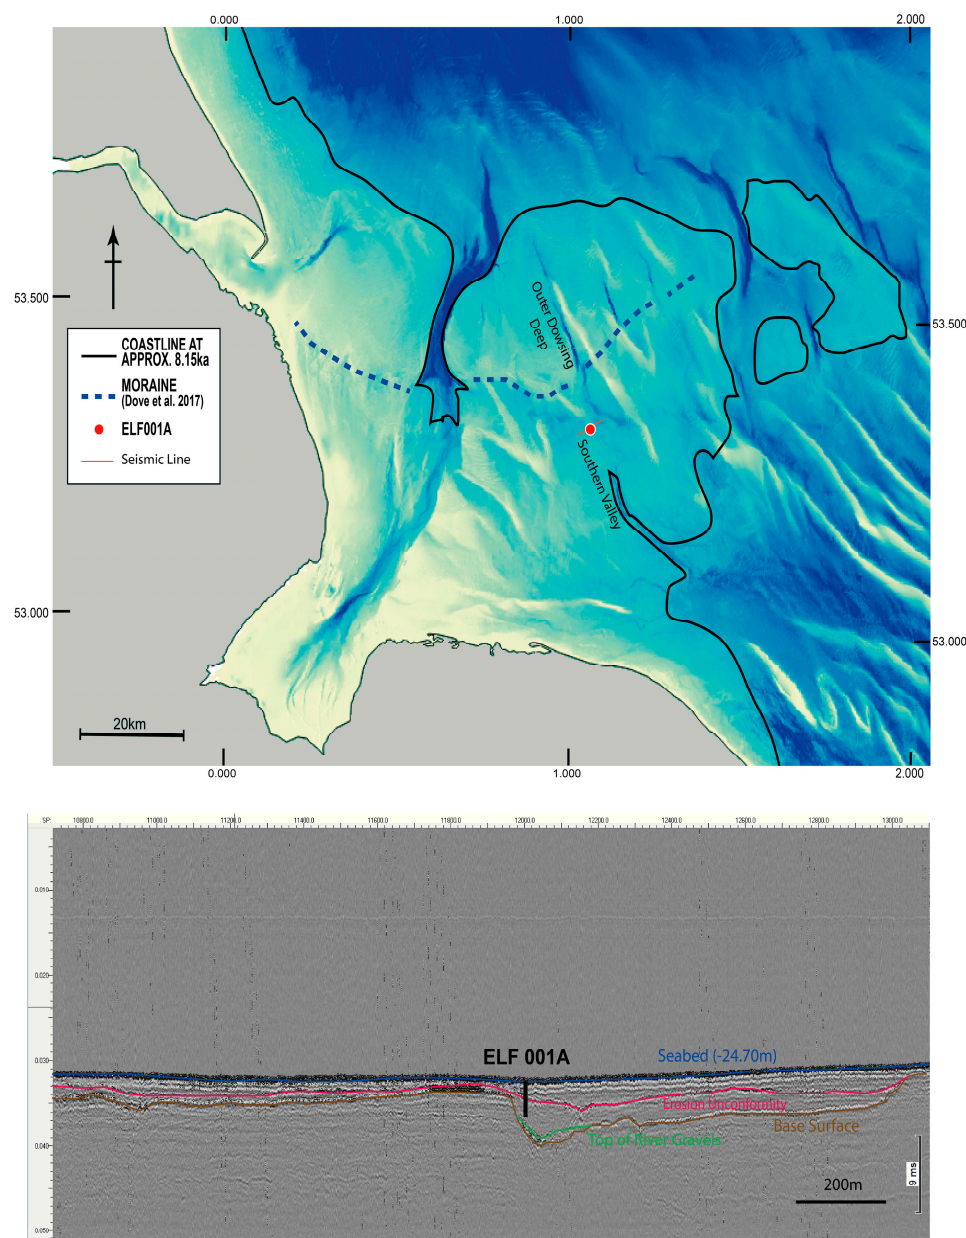 0.000 1.000 2.000
53.500
53.500
Outer Dowsing
Deep
COASTLINE AT
APPROX. 8.15ka
MORAINE
(Dove et al. 2017)
ELF001A
Seismic Line
Southern Valley
53.000
53.000
20km
0.000 1.000 2.000
SP: 10800.0 11000.0 11200.0 11400.0 11600.0 11800.0 12000.0 12200.0 12400.0 12600.0 12800.0 13000.0
0.010
0.020
0.030
ELF 001A
Seabed (-24.70m)
Erosion Unconformity
Base Surface
Top of River Gravels
0.040
9 ms
200m
0.050